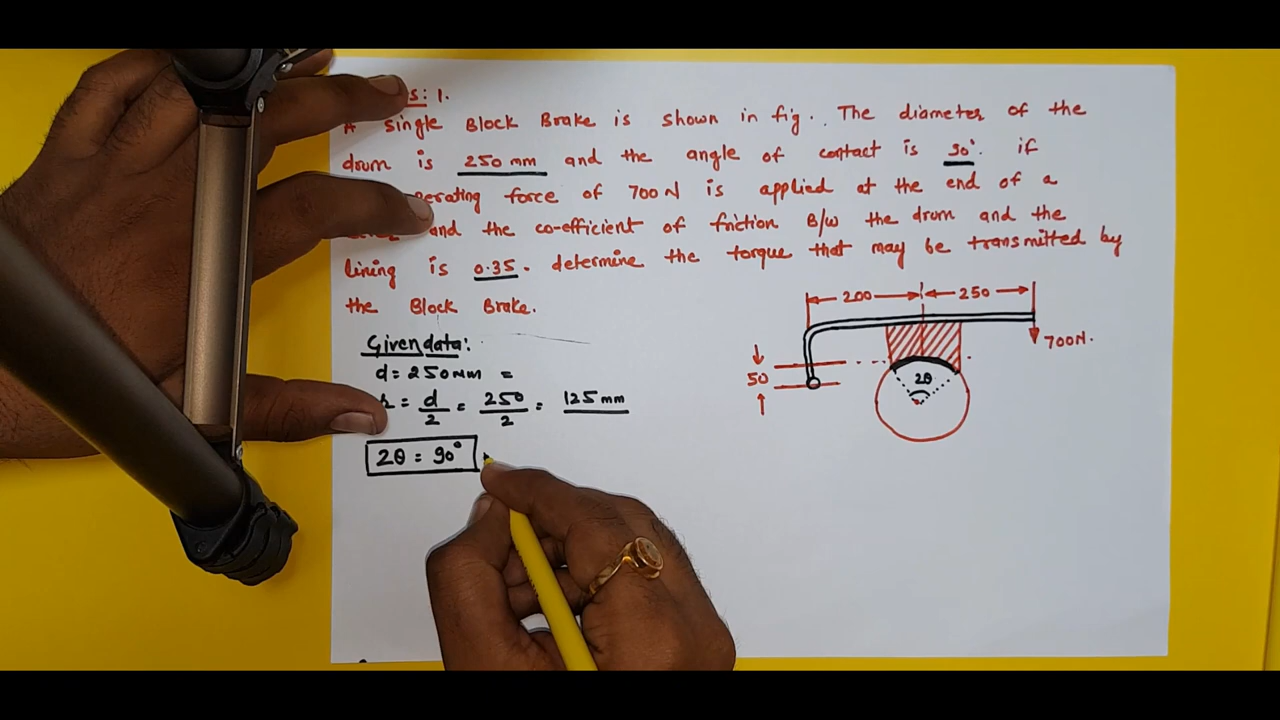 s: 1.
A single Block Brake is shown in fig. . The diameter of the
drum is 250 mm and the angle of contact is 90°. if
perating force of 700 N is applied at the end of a
and the co-efficient of friction B/w the drum and the
lining is 0.35. determine the torque that may be transmitted by
the Block Brake.
Given data:
d = 250 mm =
r = d/2 = 250/2 = 125 mm
2θ = 90°
200 250
700N.
50
2θ